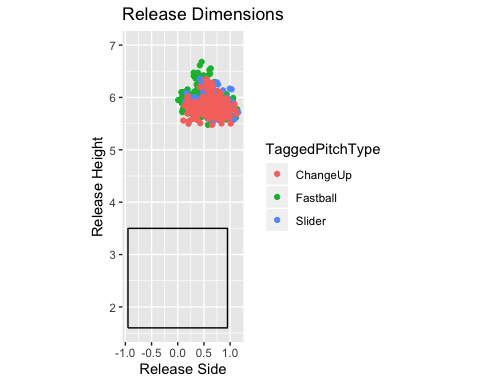 Release Dimensions
7
6
5
4
3
2
Release Height
-1.0 -0.5 0.0 0.5 1.0
Release Side
TaggedPitchType
ChangeUp
Fastball
Slider